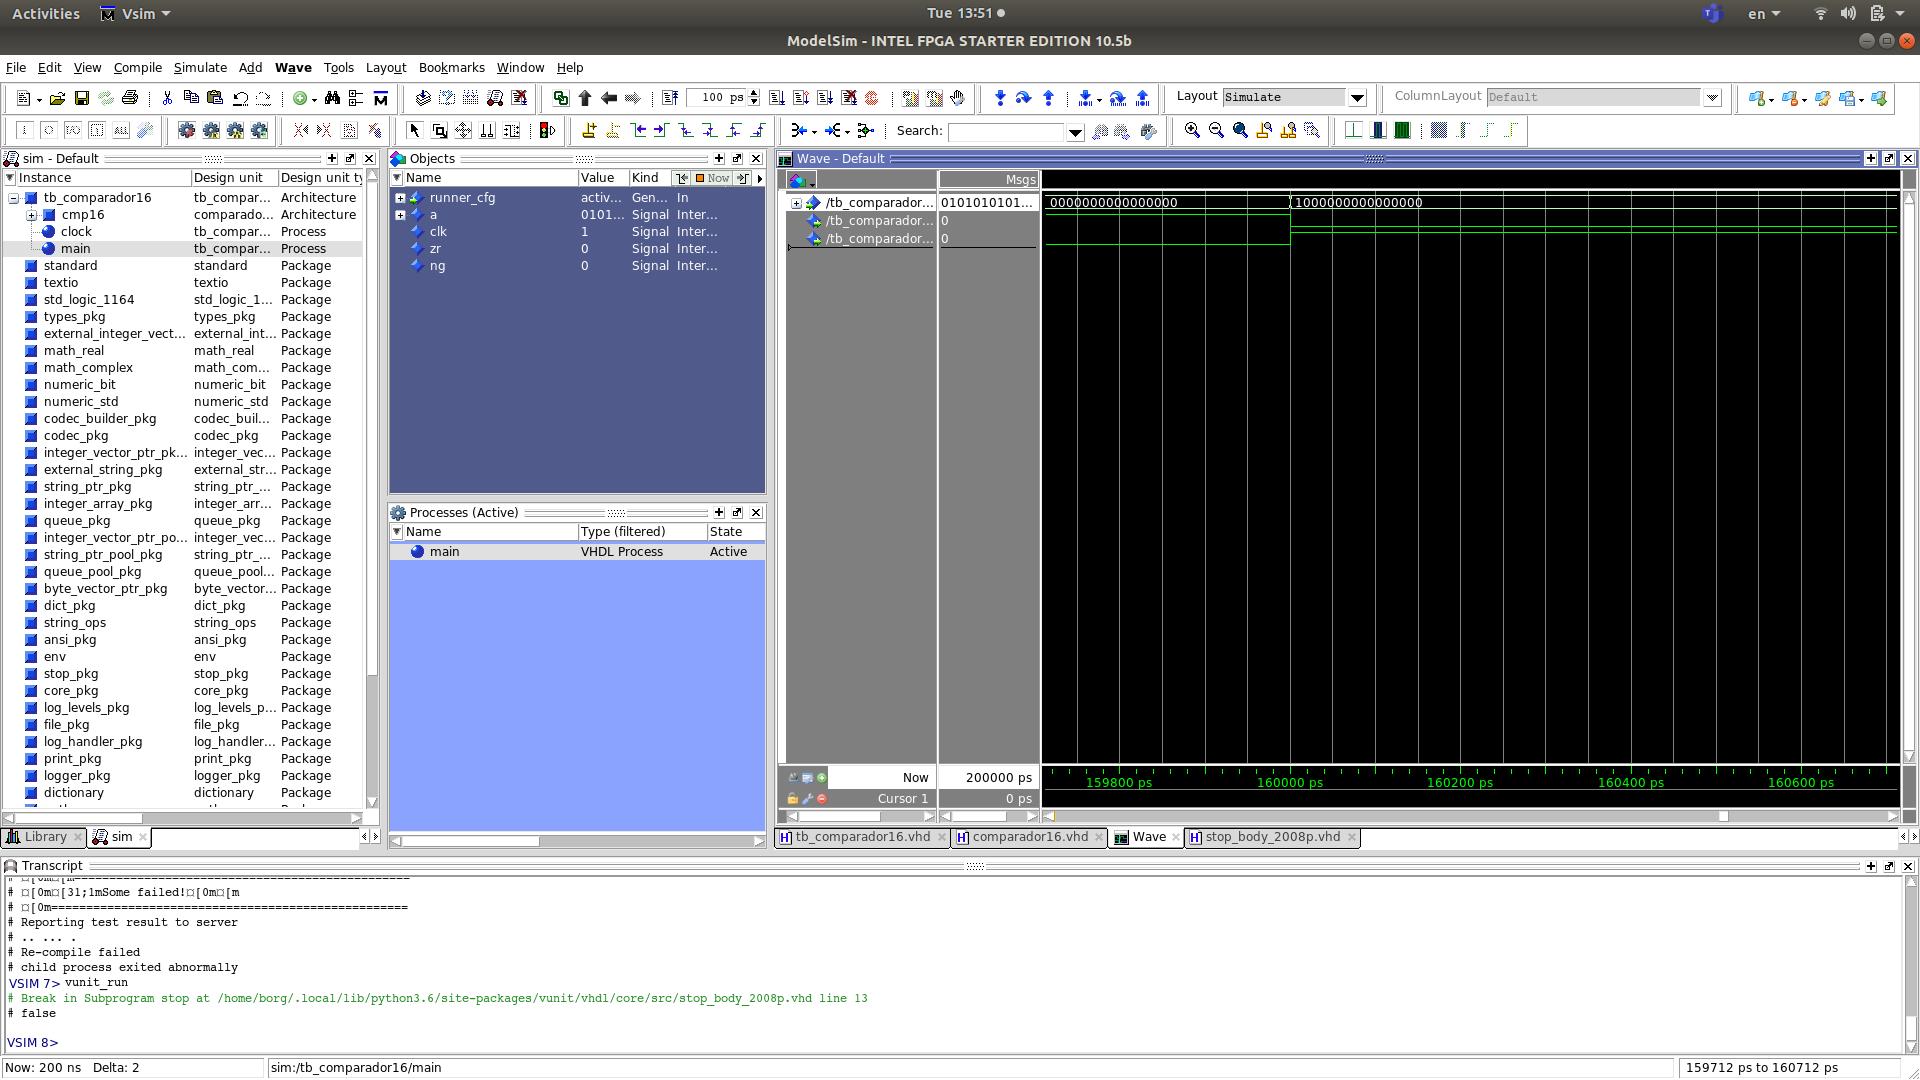 Activities Vsim Tue 13:51 en
ModelSim - INTEL FPGA STARTER EDITION 10.5b
File Edit View Compile Simulate Add Wave Tools Layout Bookmarks Window Help
100 ps Layout Simulate ColumnLayout Default
Search:
sim - Default
Instance Design unit Design unit ty
tb_comparador16 tb_compar... Architecture
cmp16 comparado... Architecture
clock tb_compar... Process
main tb_compar... Process
standard standard Package
textio textio Package
std_logic_1164 std_logic_1... Package
types_pkg types_pkg Package
external_integer_vect... external_int... Package
math_real math_real Package
math_complex math_com... Package
numeric_bit numeric_bit Package
numeric_std numeric_std Package
codec_builder_pkg codec_buil... Package
codec_pkg codec_pkg Package
integer_vector_ptr_pk... integer_vec... Package
external_string_pkg external_str... Package
string_ptr_pkg string_ptr_... Package
integer_array_pkg integer_arr... Package
queue_pkg queue_pkg Package
integer_vector_ptr_po... integer_vec... Package
string_ptr_pool_pkg string_ptr_... Package
queue_pool_pkg queue_pool... Package
byte_vector_ptr_pkg byte_vector... Package
dict_pkg dict_pkg Package
string_ops string_ops Package
ansi_pkg ansi_pkg Package
env env Package
stop_pkg stop_pkg Package
core_pkg core_pkg Package
log_levels_pkg log_levels_p... Package
file_pkg file_pkg Package
log_handler_pkg log_handler... Package
print_pkg print_pkg Package
logger_pkg logger_pkg Package
dictionary dictionary Package
Library sim
Objects
Name Value Kind Now
runner_cfg activ... Gen... In
a 0101... Signal Inter...
clk 1 Signal Inter...
zr 0 Signal Inter...
ng 0 Signal Inter...
Processes (Active)
Name Type (filtered) State
main VHDL Process Active
Wave - Default
Msgs
/tb_comparador... 0101010101... 0000000000000000 1000000000000000
/tb_comparador... 0
/tb_comparador... 0
Now 200000 ps 159800 ps 160000 ps 160200 ps 160400 ps 160600 ps
Cursor 1 0 ps
tb_comparador16.vhd comparador16.vhd Wave stop_body_2008p.vhd
Transcript
# ¤[0m¤[m==================================================
# ¤[0m¤[31;1mSome failed!¤[0m¤[m
# ¤[0m===================================================
# Reporting test result to server
# .. ... .
# Re-compile failed
# child process exited abnormally
VSIM 7> vunit_run
# Break in Subprogram stop at /home/borg/.local/lib/python3.6/site-packages/vunit/vhdl/core/src/stop_body_2008p.vhd line 13
# false
VSIM 8>
Now: 200 ns Delta: 2 sim:/tb_comparador16/main 159712 ps to 160712 ps